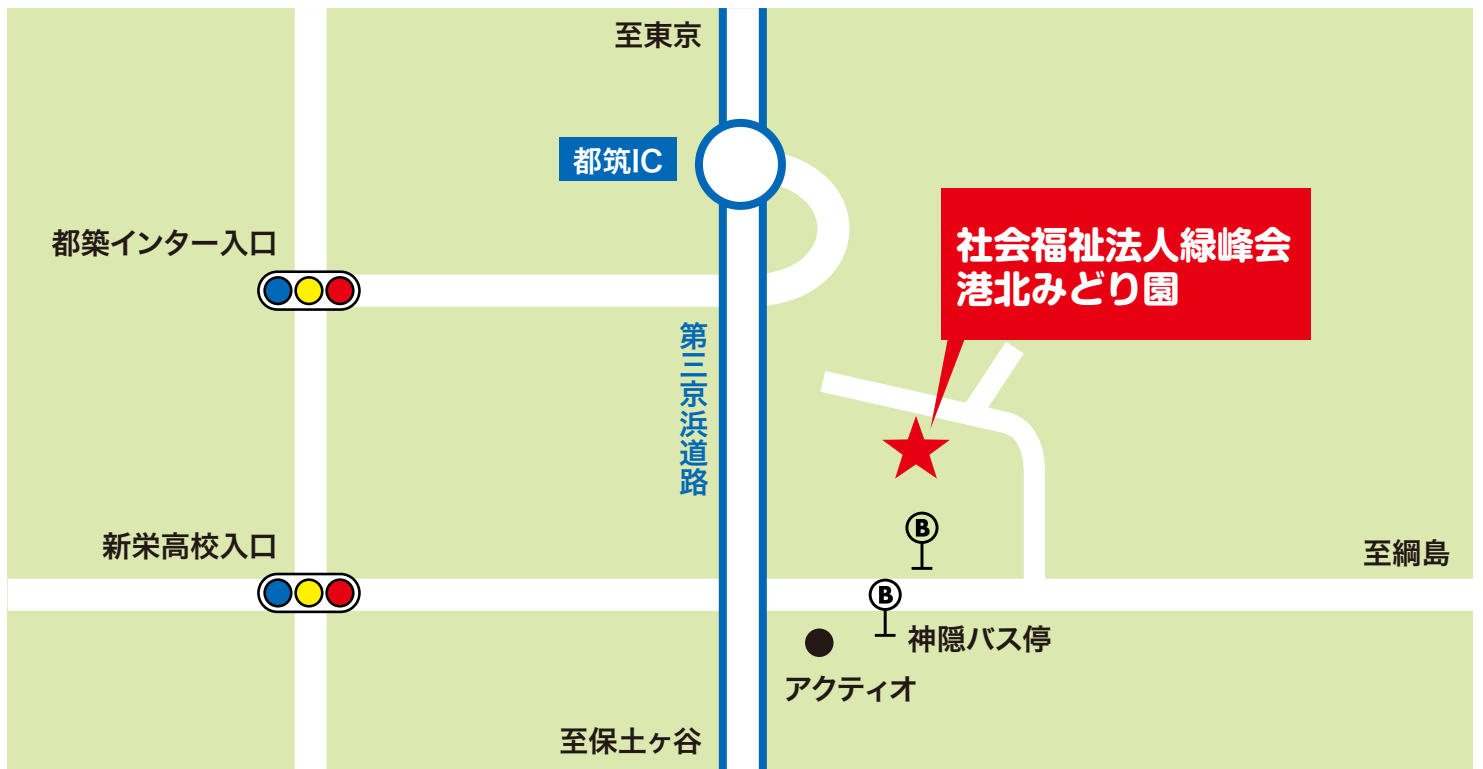 至東京
都筑IC
都築インター入口
社会福祉法人緑峰会
港北みどり園
第三京浜道路
新栄高校入口
B
至綱島
B
神隠バス停
アクティオ
至保土ヶ谷